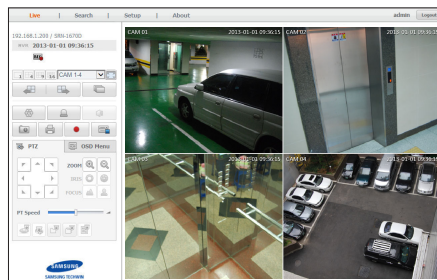 Live | Search | Setup | About
admin Logout
192.168.1.200 / SRN-1670D
NVR 2013-01-01 09:36:15
1 4 9 16 CAM 1-4
PTZ OSD Menu
ZOOM
IRIS
FOCUS
PT Speed
SAMSUNG
SAMSUNG TECHWIN
CAM 01 2013-01-01 09:36:15
CAM 02 2013-01-01 09:36:15
CAM 03 2013-01-01 09:36:15
CAM 04 2013-01-01 09:36:15